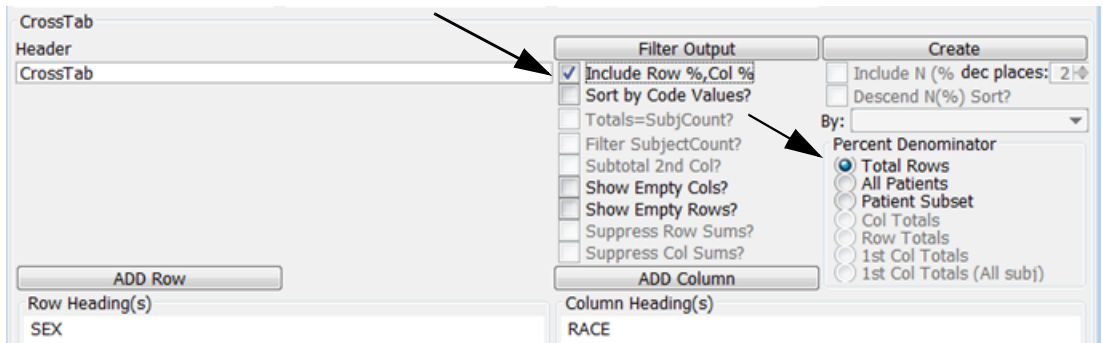 CrossTab
Header
CrossTab
Filter Output
Include Row %,Col %
Sort by Code Values?
Totals=SubjCount?
Filter SubjectCount?
Subtotal 2nd Col?
Show Empty Cols?
Show Empty Rows?
Suppress Row Sums?
Suppress Col Sums?
Create
Include N (% dec places: 2
Descend N(%) Sort?
By:
Percent Denominator
Total Rows
All Patients
Patient Subset
Col Totals
Row Totals
1st Col Totals
1st Col Totals (All subj)
ADD Row
ADD Column
Row Heading(s)
SEX
Column Heading(s)
RACE